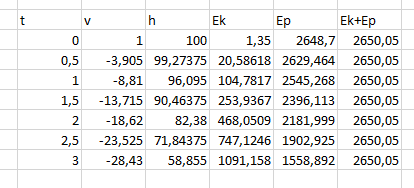 t v h Ek Ep Ek+Ep
0 1 100 1,35 2648,7 2650,05
0,5 -3,905 99,27375 20,58618 2629,464 2650,05
1 -8,81 96,095 104,7817 2545,268 2650,05
1,5 -13,715 90,46375 253,9367 2396,113 2650,05
2 -18,62 82,38 468,0509 2181,999 2650,05
2,5 -23,525 71,84375 747,1246 1902,925 2650,05
3 -28,43 58,855 1091,158 1558,892 2650,05